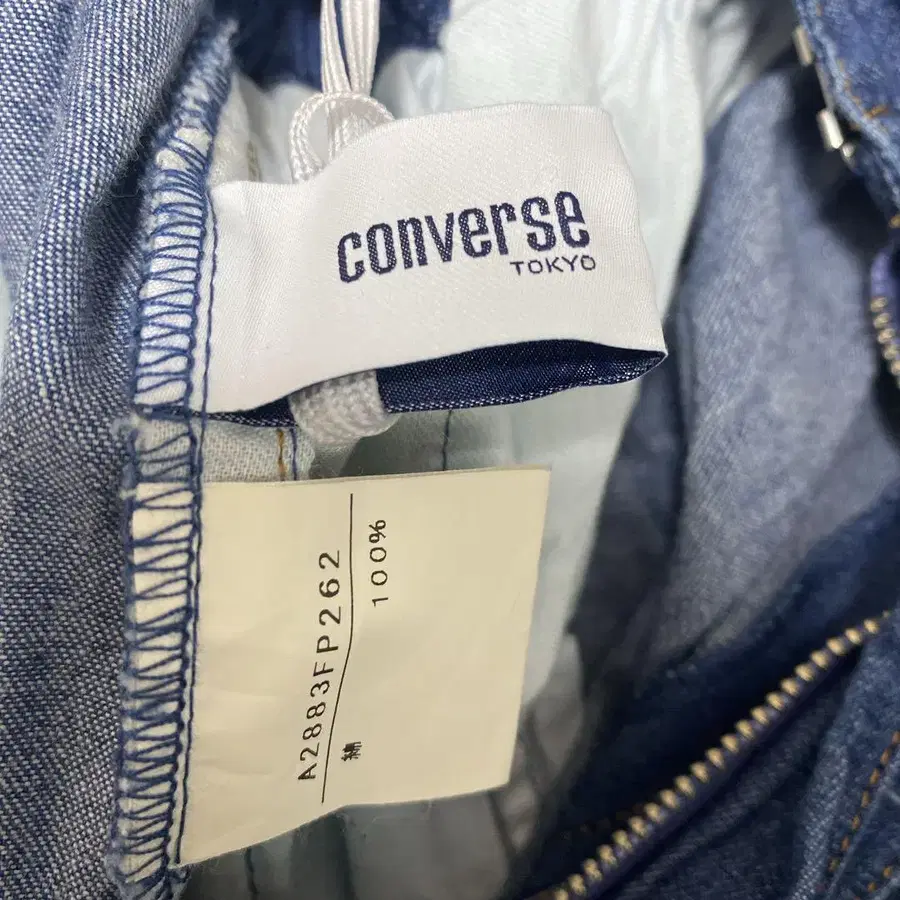 converse
TOKYO
A2883FP262
綿 100%